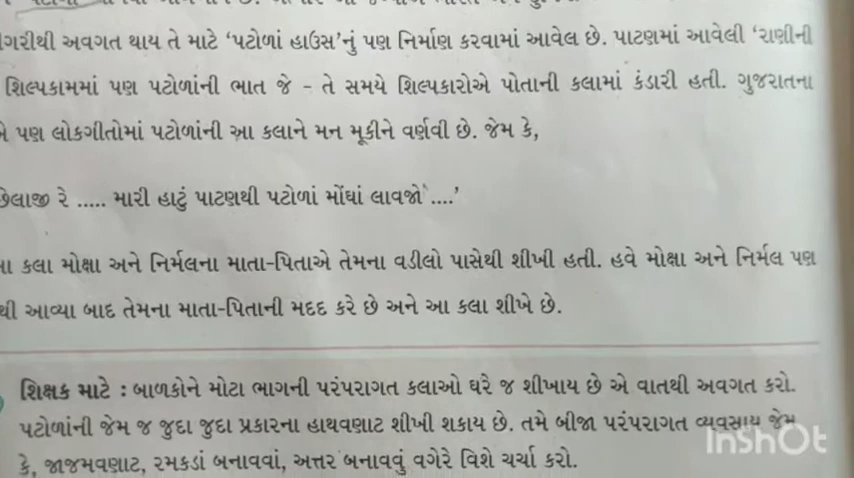 ગરીથી અવગત થાય તે માટે ‘પટોળાં હાઉસ’નું પણ નિર્માણ કરવામાં આવેલ છે. પાટણમાં આવેલી ‘રાણીની
શિલ્પકામમાં પણ પટોળાંની ભાત જે – તે સમયે શિલ્પકારોએ પોતાની કલામાં કંડારી હતી. ગુજરાતના
પણ લોકગીતોમાં પટોળાંની આ કલાને મન મૂકીને વર્ણવી છે. જેમ કે,
છેલાજી રે ..... મારી હાટું પાટણથી પટોળાં મોંઘાં લાવજો ....’
કલા મોક્ષા અને નિર્મલના માતા-પિતાએ તેમના વડીલો પાસેથી શીખી હતી. હવે મોક્ષા અને નિર્મલ પણ
થી આવ્યા બાદ તેમના માતા-પિતાની મદદ કરે છે અને આ કલા શીખે છે.
શિક્ષક માટે : બાળકોને મોટા ભાગની પરંપરાગત કલાઓ ઘરે જ શીખાય છે એ વાતથી અવગત કરો.
પટોળાંની જેમ જ જુદા જુદા પ્રકારના હાથવણાટ શીખી શકાય છે. તમે બીજા પરંપરાગત વ્યવસાય જેમ
કે, જાજમવણાટ, રમકડાં બનાવવાં, અત્તર બનાવવું વગેરે વિશે ચર્ચા કરો.
InShOt